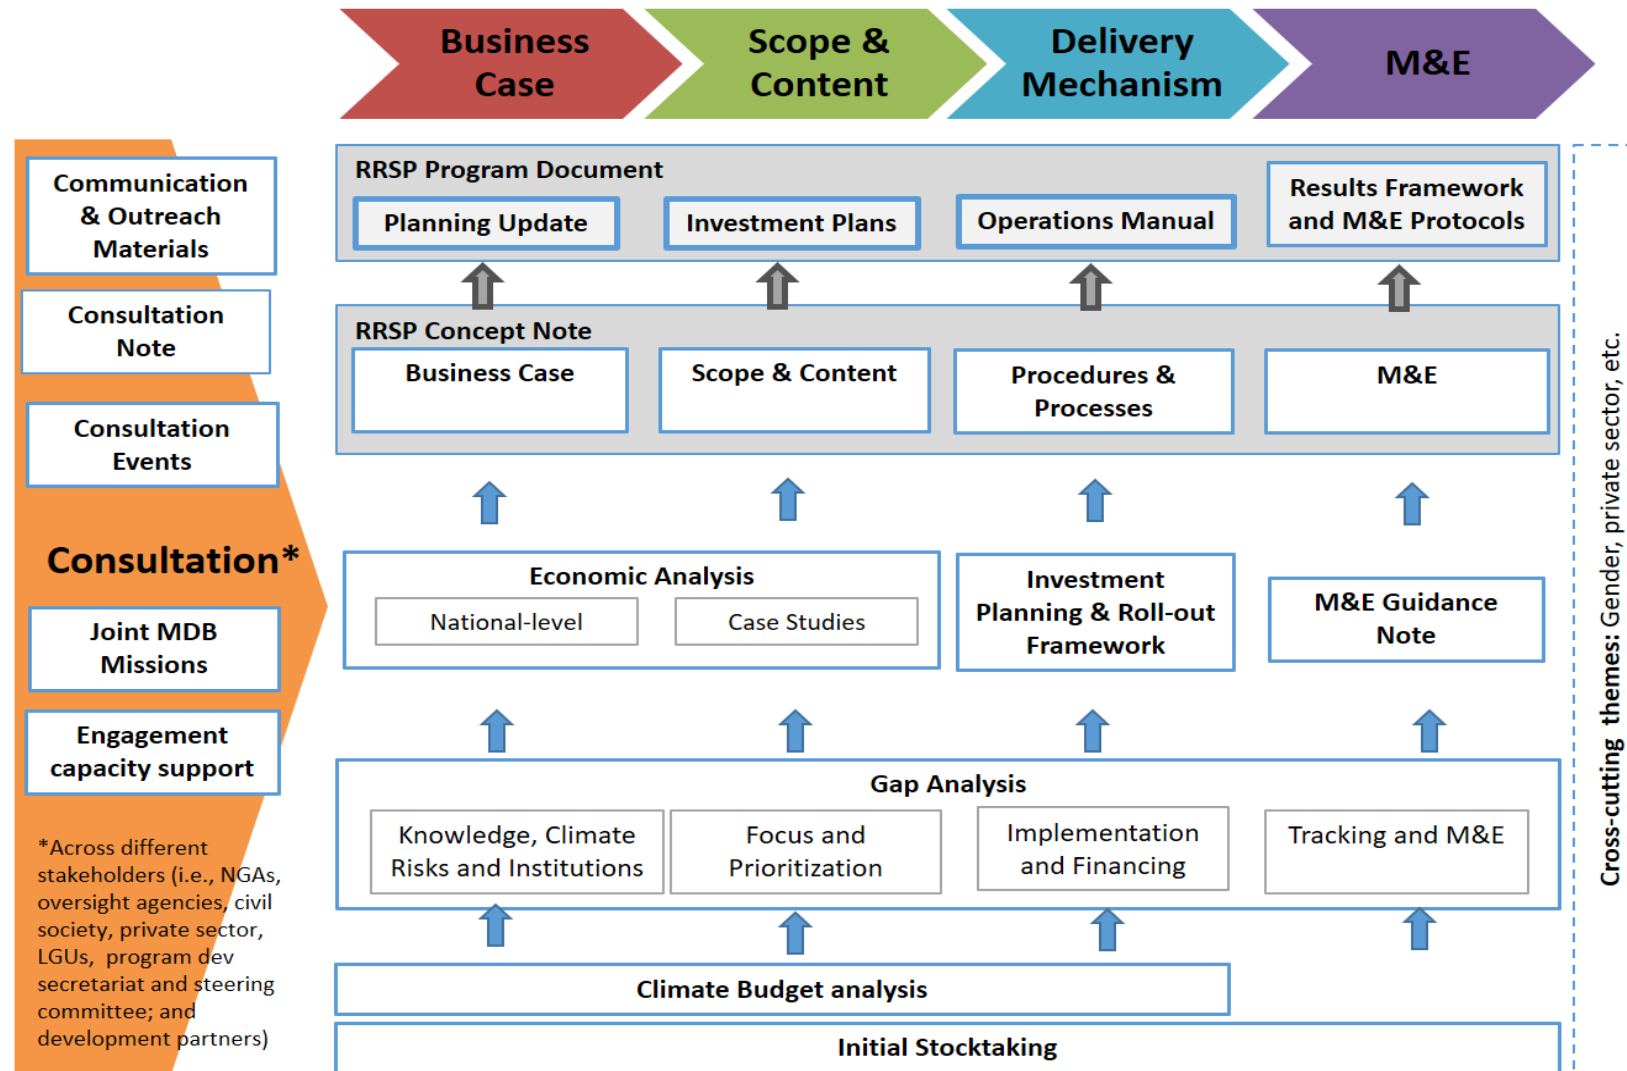 Business
Case
Scope &
Content
Delivery
Mechanism
M&E
Communication
& Outreach
Materials
Consultation
Note
Consultation
Events
Consultation*
Joint MDB
Missions
Engagement
capacity support
*Across different
stakeholders (i.e., NGAs,
oversight agencies, civil
society, private sector,
LGUs, program dev
secretariat and steering
committee; and
development partners)
RRSP Program Document
Planning Update
Investment Plans
Operations Manual
Results Framework
and M&E Protocols
RRSP Concept Note
Business Case
Scope & Content
Procedures &
Processes
M&E
Economic Analysis
National-level
Case Studies
Investment
Planning & Roll-out
Framework
M&E Guidance
Note
Gap Analysis
Knowledge, Climate
Risks and Institutions
Focus and
Prioritization
Implementation
and Financing
Tracking and M&E
Climate Budget analysis
Initial Stocktaking
Cross-cutting themes: Gender, private sector, etc.